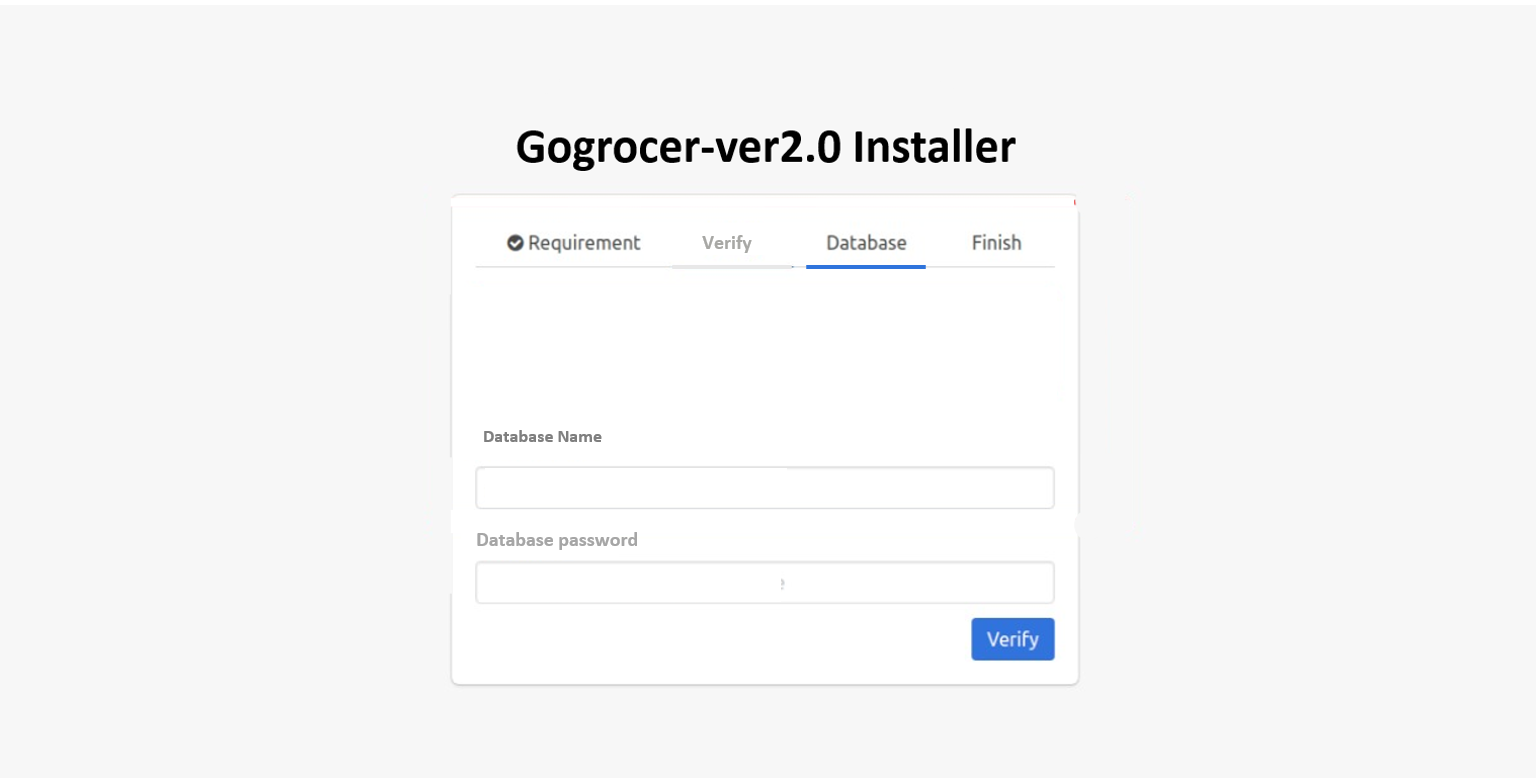 Gogrocer-ver2.0 Installer
Requirement Verify Database Finish
Database Name
Database password
Verify